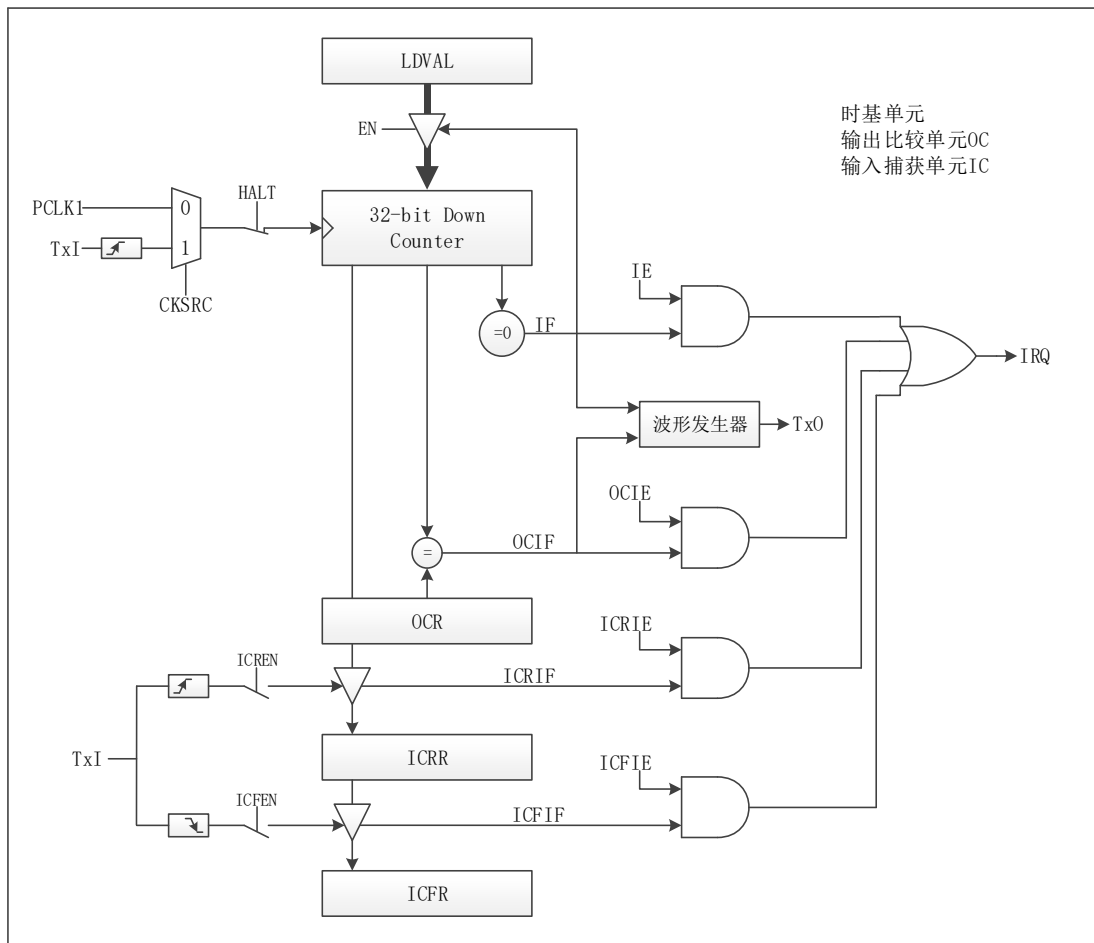 LDVAL
EN
时基单元
输出比较单元OC
输入捕获单元IC
PCLK1
0
HALT
32-bit Down
Counter
TxI
1
CKSRC
IE
=0
IF
IRQ
波形发生器
TxO
OCIE
=
OCIF
OCR
ICRIE
ICREN
ICRIF
TxI
ICRR
ICFIE
ICFEN
ICFIF
ICFR